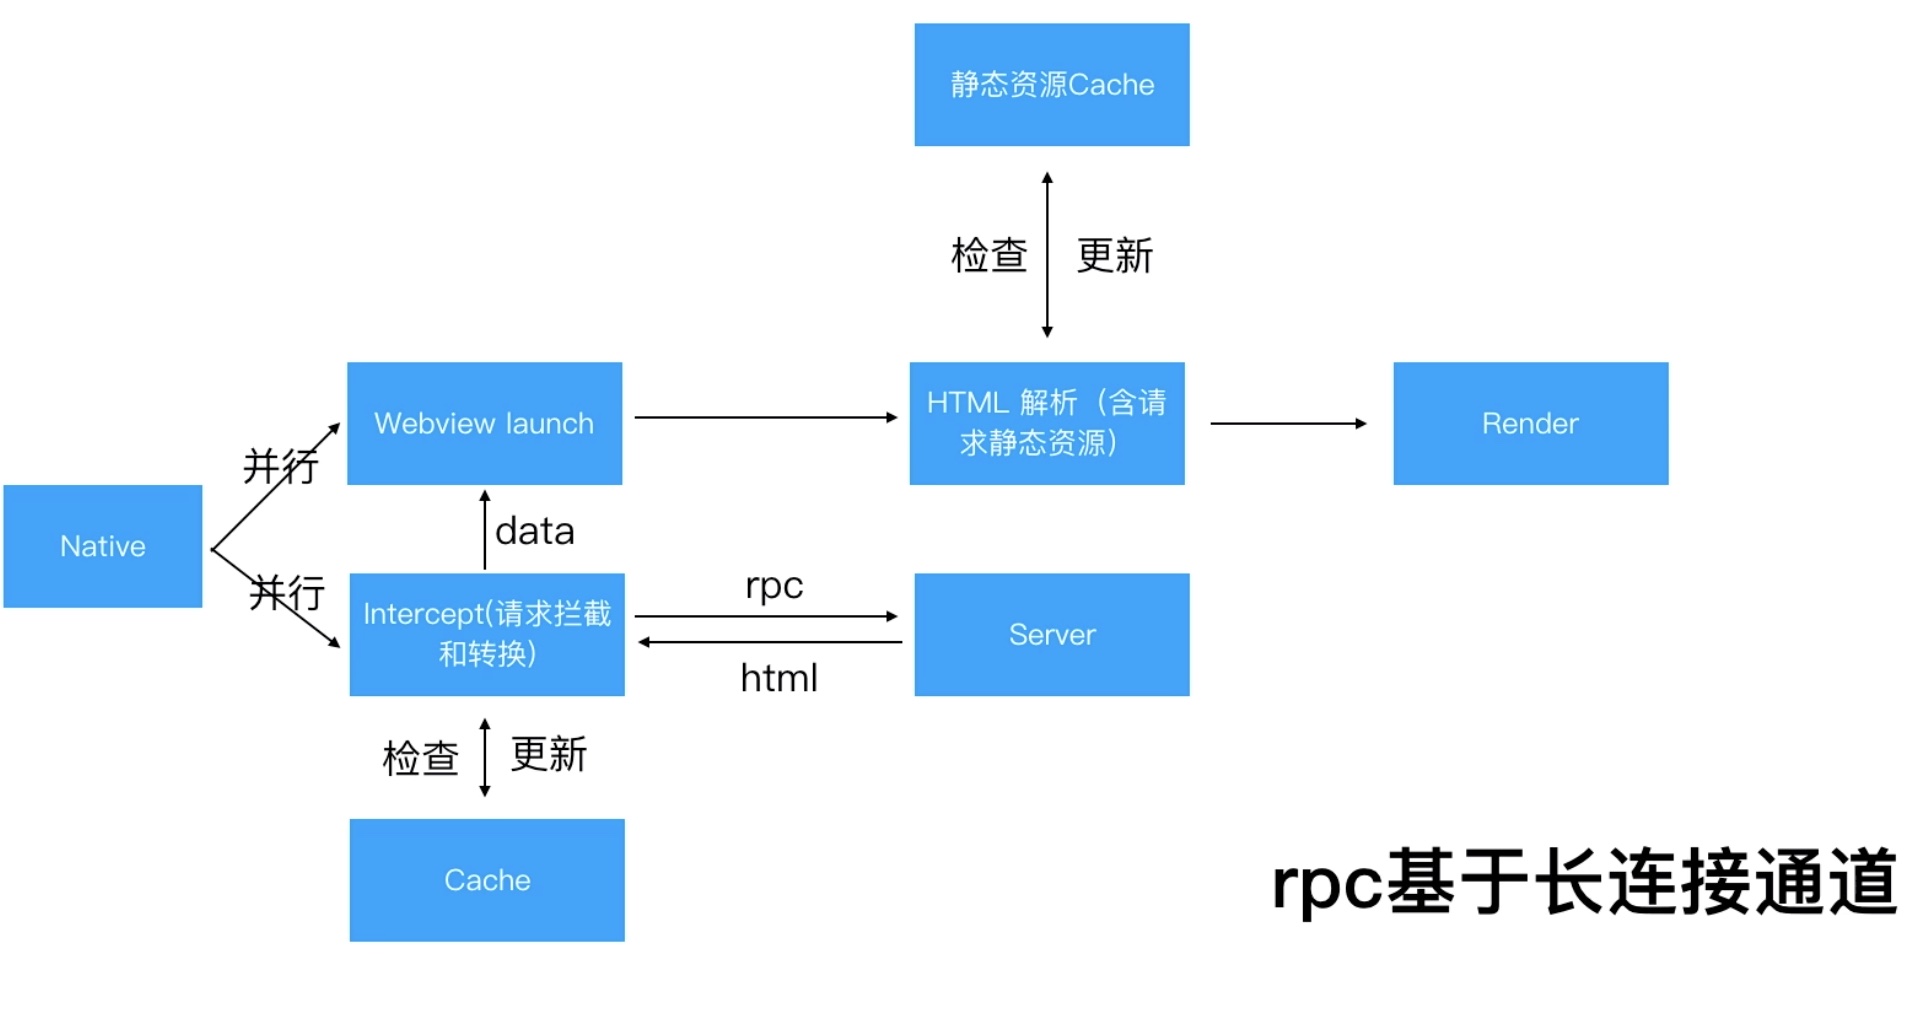 静态资源Cache
检查
更新
Webview launch
HTML 解析（含请
求静态资源）
Render
并行
Native
data
并行
Intercept(请求拦截
和转换)
rpc
html
Server
检查
更新
Cache
rpc基于长连接通道